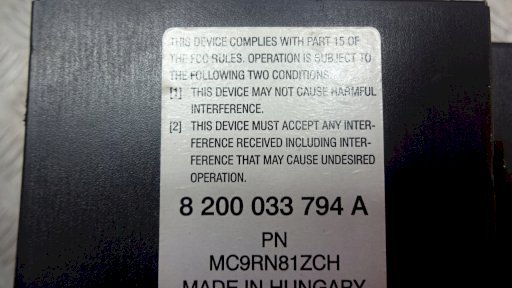 THIS DEVICE COMPLIES WITH PART 15 OF
THE FCC RULES. OPERATION IS SUBJECT TO
THE FOLLOWING TWO CONDITIONS.
[1] THIS DEVICE MAY NOT CAUSE HARMFUL
INTERFERENCE.
[2] THIS DEVICE MUST ACCEPT ANY INTER-
FERENCE RECEIVED INCLUDING INTER-
FERENCE THAT MAY CAUSE UNDESIRED
OPERATION.
8 200 033 794 A
PN
MC9RN81ZCH
MADE IN HUNGARY